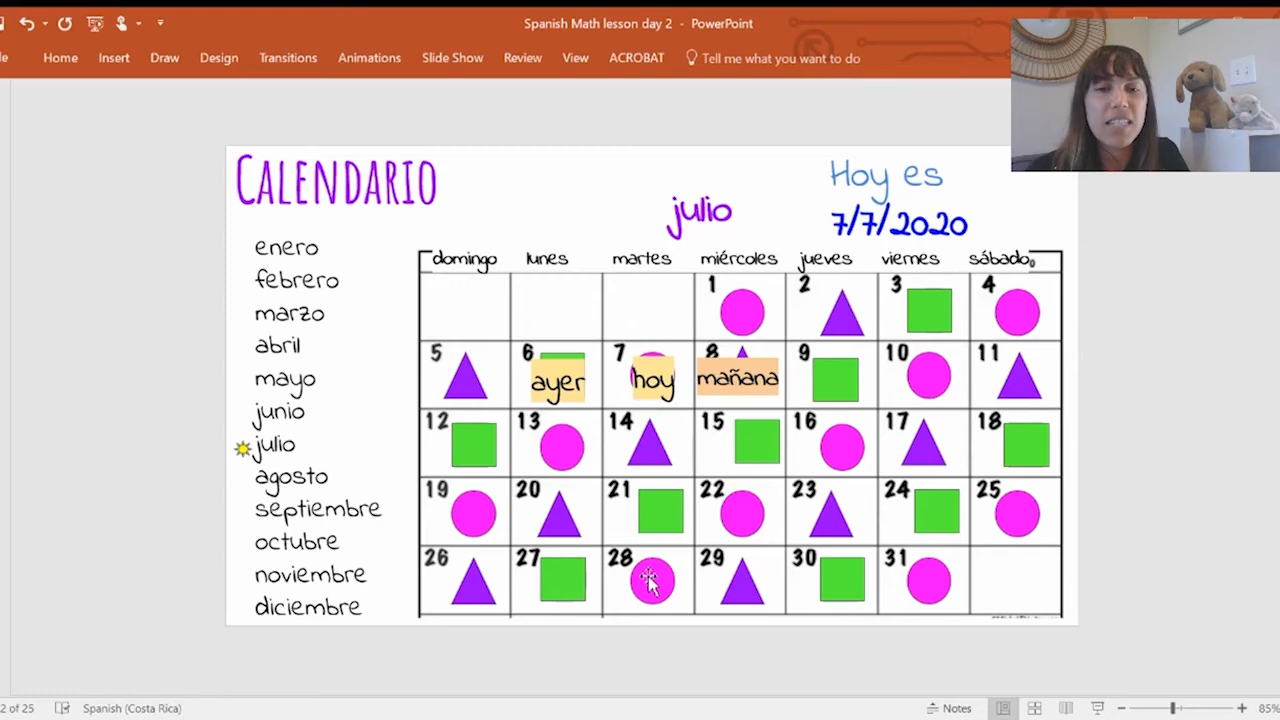 Spanish Math lesson day 2 - PowerPoint
Home Insert Draw Design Transitions Animations Slide Show Review View ACROBAT Tell me what you want to do
CALENDARIO
Hoy es
7/7/2020
julio
enero
febrero
marzo
abril
mayo
junio
julio
agosto
septiembre
octubre
noviembre
diciembre
domingo lunes martes miércoles jueves viernes sábado
1 2 3 4
5 6 7 8 9 10 11
ayer hoy mañana
12 13 14 15 16 17 18
19 20 21 22 23 24 25
26 27 28 29 30 31
2 of 25 Spanish (Costa Rica) Notes 85%